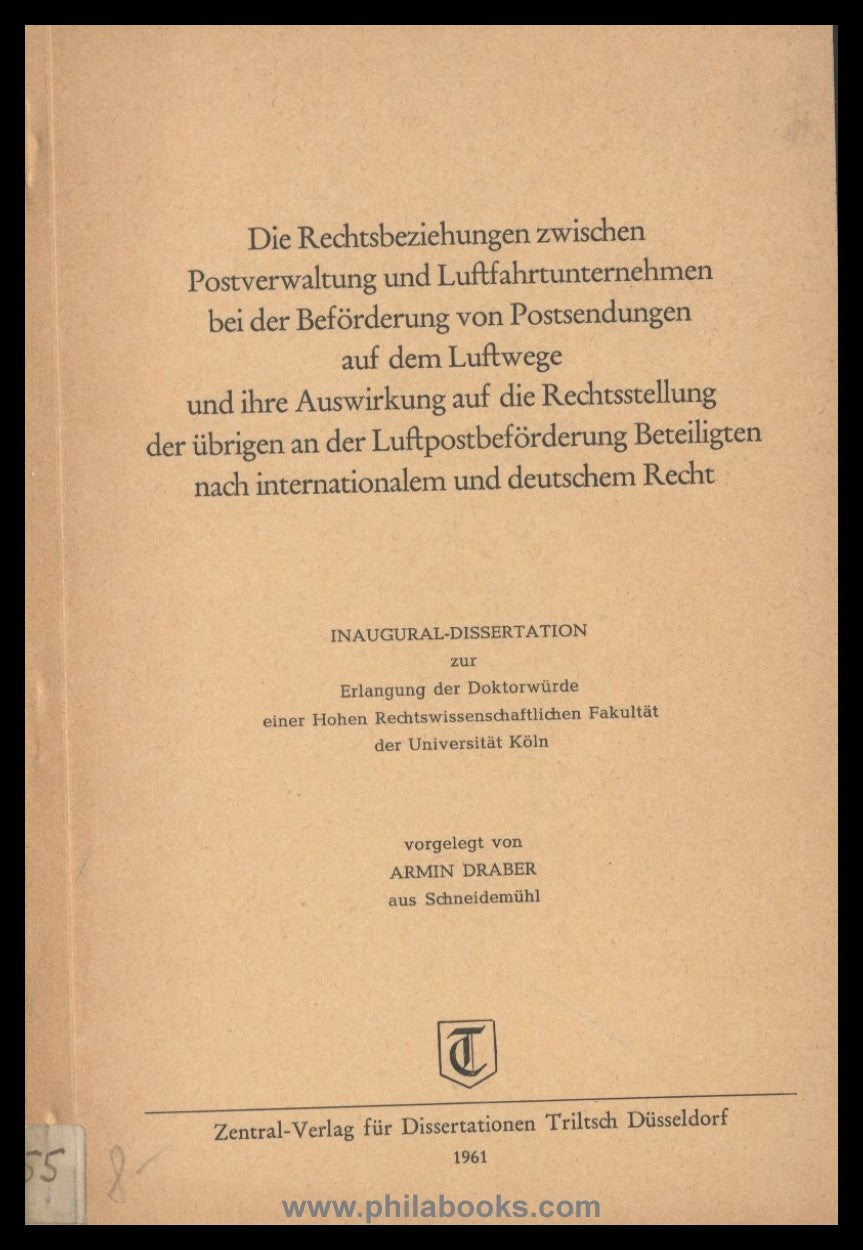 Die Rechtsbeziehungen zwischen
Postverwaltung und Luftfahrtunternehmen
bei der Beförderung von Postsendungen
auf dem Luftwege
und ihre Auswirkung auf die Rechtsstellung
der übrigen an der Luftpostbeförderung Beteiligten
nach internationalem und deutschem Recht
INAUGURAL-DISSERTATION
zur
Erlangung der Doktorwürde
einer Hohen Rechtswissenschaftlichen Fakultät
der Universität Köln
vorgelegt von
ARMIN DRABER
aus Schneidemühl
T
Zentral-Verlag für Dissertationen Triltsch Düsseldorf
1961
55
8-
www.philabooks.com